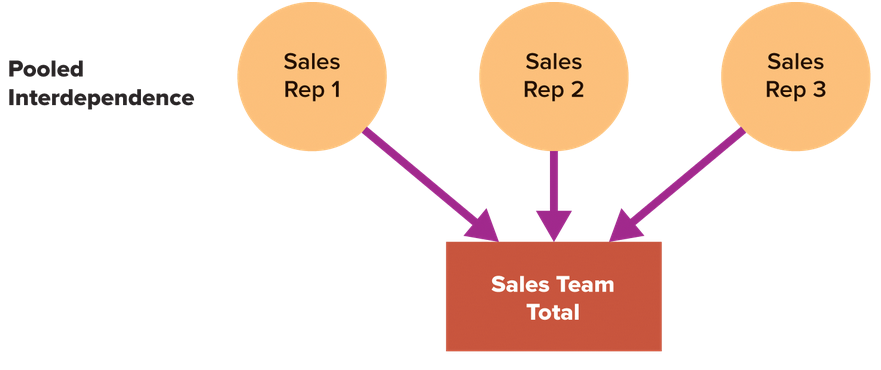 Pooled
Interdependence
Sales
Rep 1
Sales
Rep 2
Sales
Rep 3
Sales Team
Total